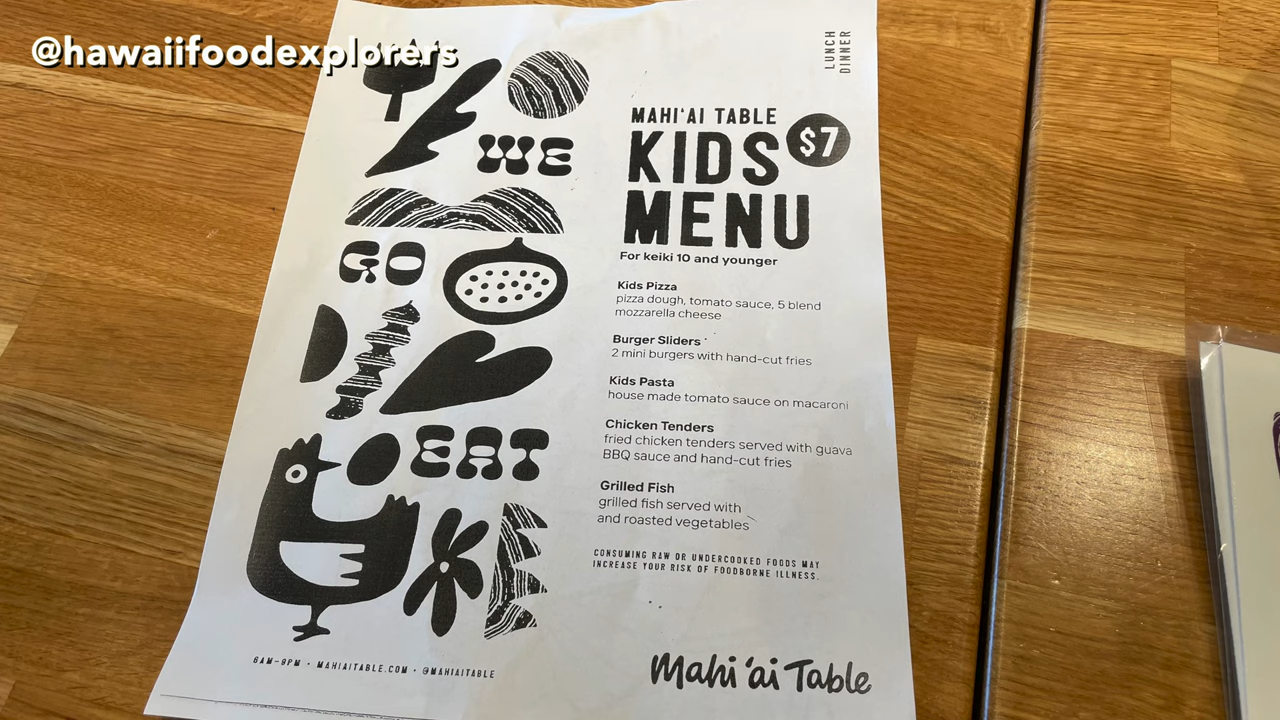 @hawaiifoodexplorers
LUNCH
DINNER
WE
GO
EAT
MAHI'AI TABLE
KIDS
$7
MENU
For keiki 10 and younger
Kids Pizza
pizza dough, tomato sauce, 5 blend
mozzarella cheese
Burger Sliders
2 mini burgers with hand-cut fries
Kids Pasta
house made tomato sauce on macaroni
Chicken Tenders
fried chicken tenders served with guava
BBQ sauce and hand-cut fries
Grilled Fish
grilled fish served with
and roasted vegetables
CONSUMING RAW OR UNDERCOOKED FOODS MAY
INCREASE YOUR RISK OF FOODBORNE ILLNESS.
6AM-9PM • MAHIAITABLE.COM • @MAHIAITABLE
Mahi 'ai Table